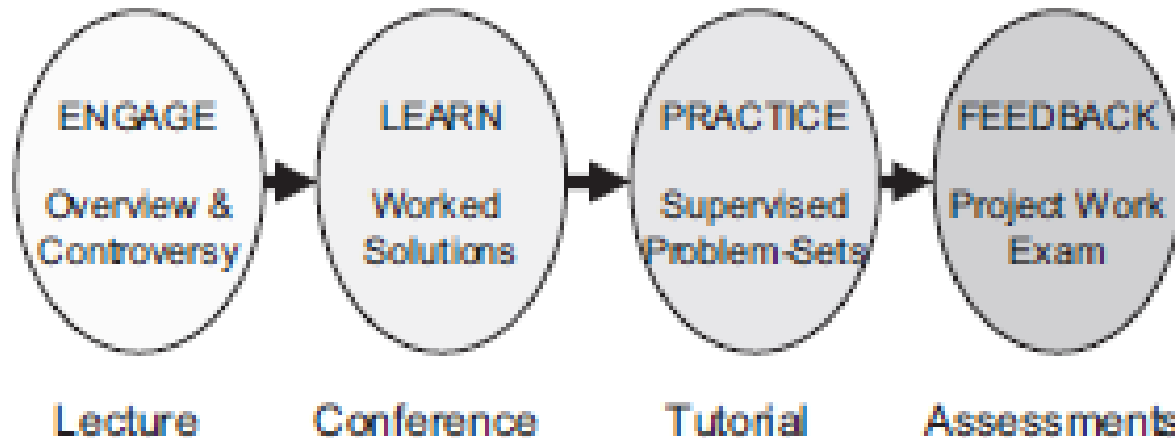 ENGAGE
Overview &
Controversy
Lecture
LEARN
Worked
Solutions
Conference
PRACTICE
Supervised
Problem-Sets
Tutorial
FEEDBACK
Project Work
Exam
Assessments